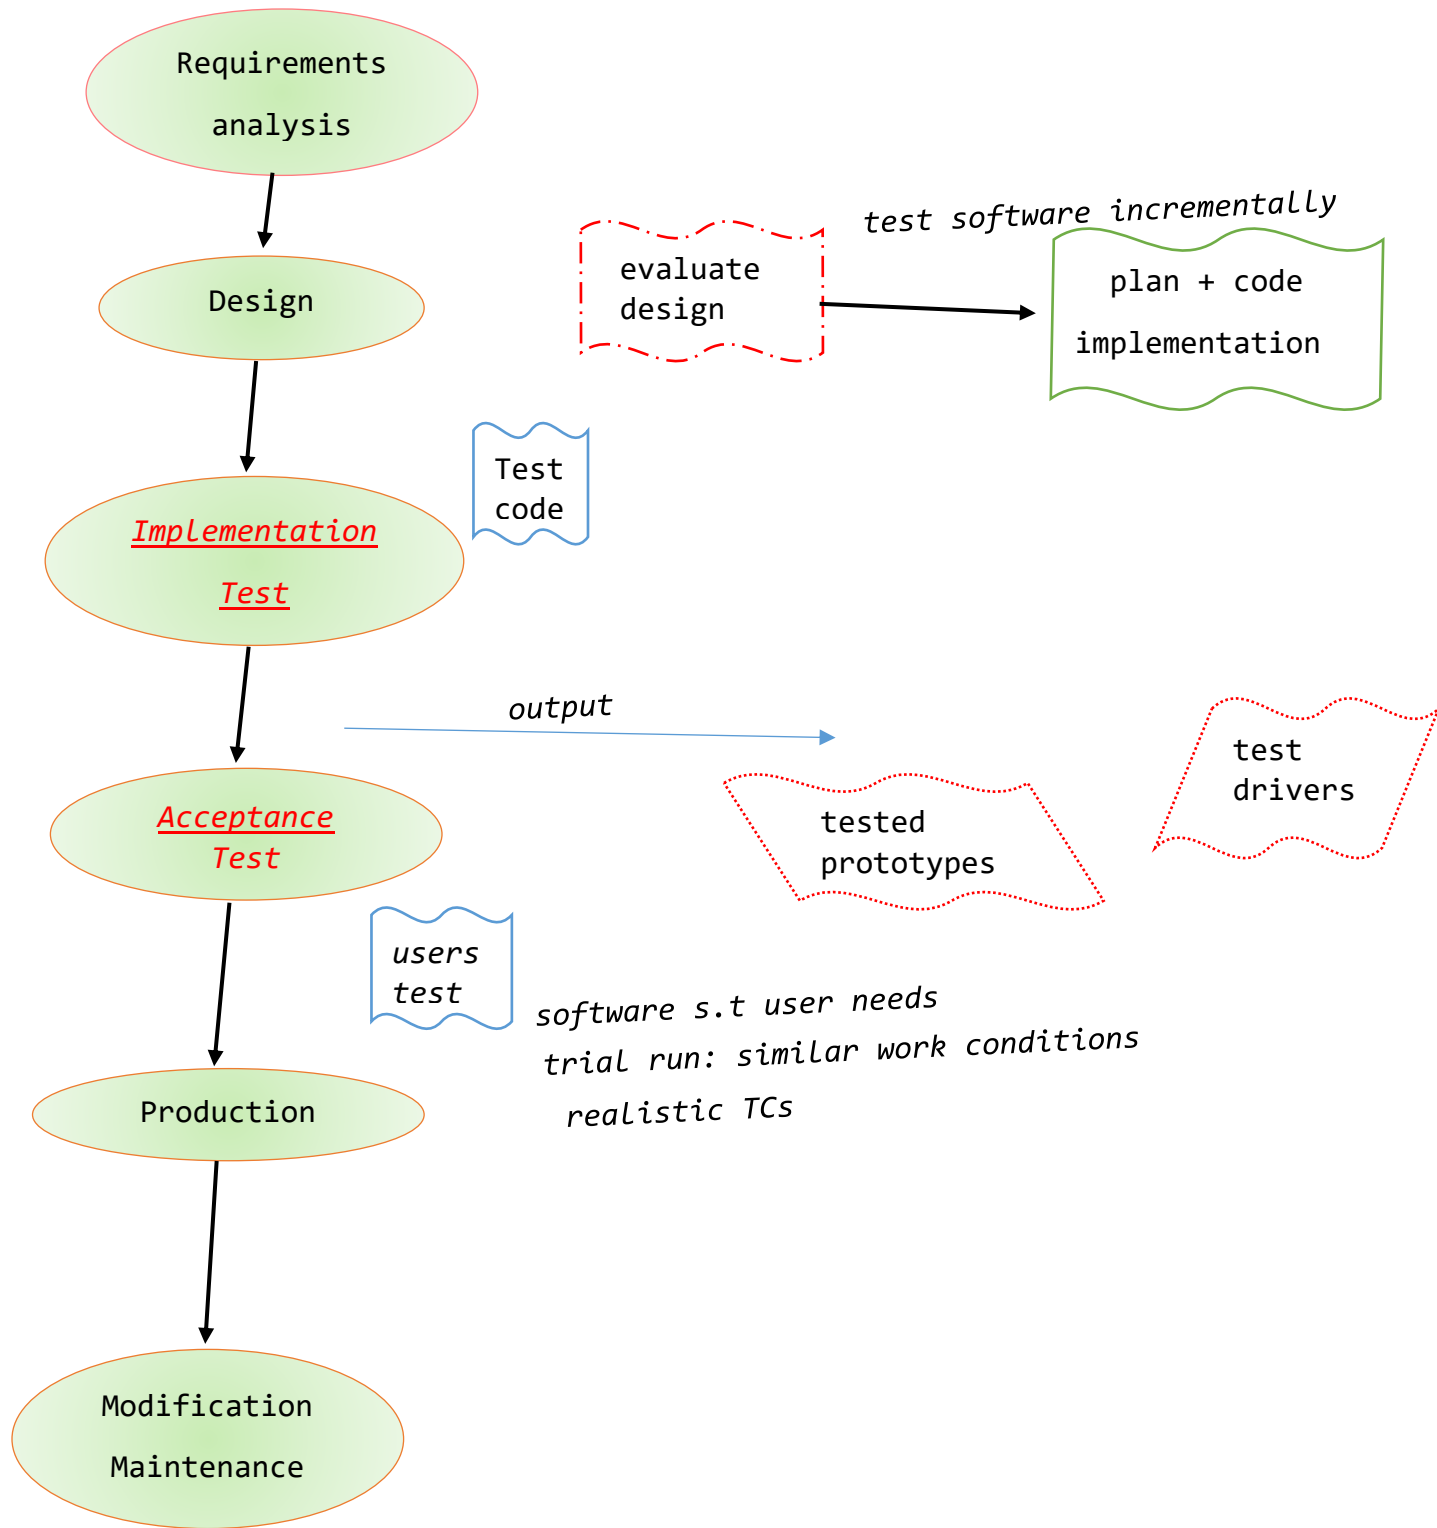 Requirements
analysis
test software incrementally
evaluate
design
plan + code
implementation
Design
Test
code
Implementation
Test
output
test
drivers
Acceptance
Test
tested
prototypes
users
test
software s.t user needs
trial run: similar work conditions
realistic TCs
Production
Modification
Maintenance